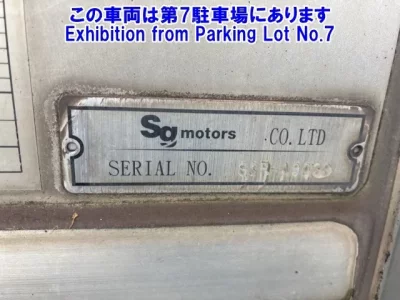 この車両は第7駐車場にあります
Exhibition from Parking Lot No.7
Sg motors CO.LTD
SERIAL NO.